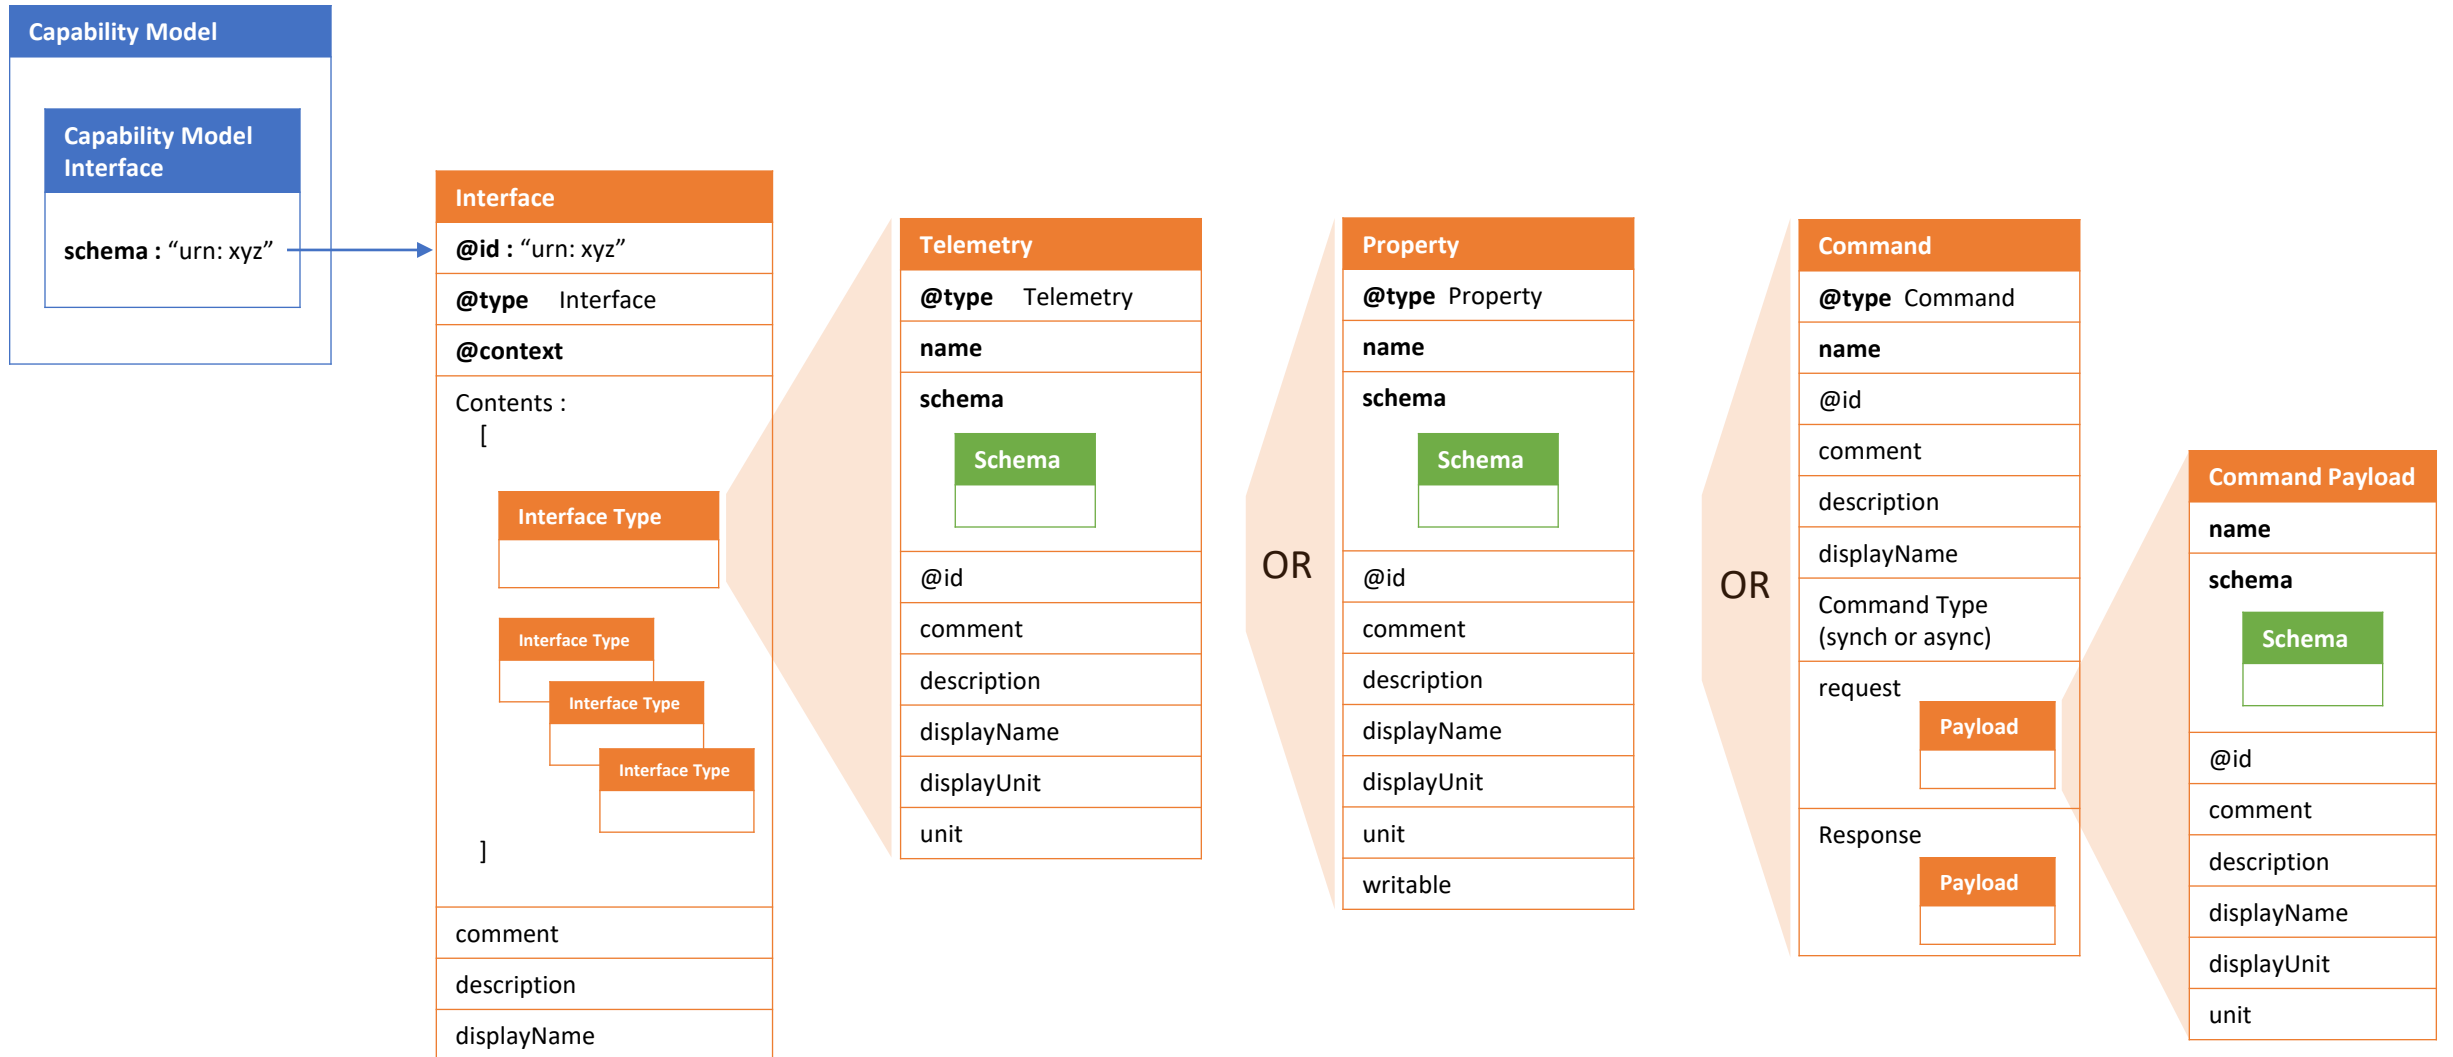 Capability Model
Capability Model
Interface
schema : “urn: xyz”
Interface
@id : “urn: xyz”
@type Interface
@context
Contents :
[
Interface Type
Interface Type
Interface Type
Interface Type
]
comment
description
displayName
Telemetry
@type Telemetry
name
schema
Schema
@id
comment
description
displayName
displayUnit
unit
OR
Property
@type Property
name
schema
Schema
@id
comment
description
displayName
displayUnit
unit
writable
OR
Command
@type Command
name
@id
comment
description
displayName
Command Type
(synch or async)
request
Payload
Response
Payload
Command Payload
name
schema
Schema
@id
comment
description
displayName
displayUnit
unit